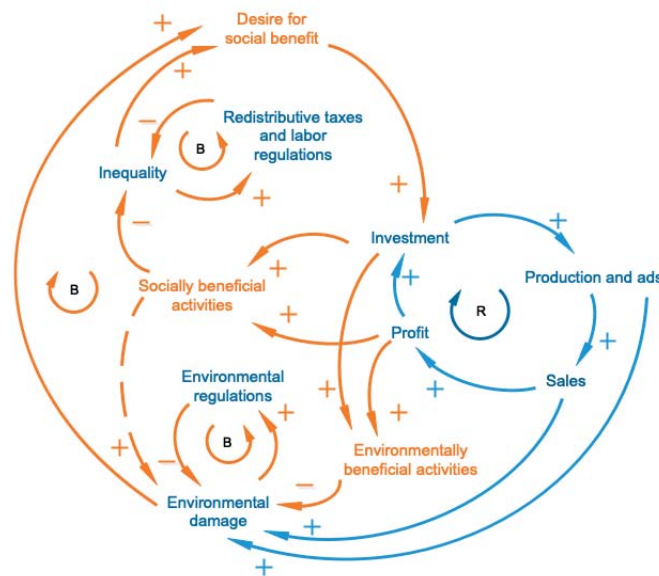 Desire for
social benefit
+
+
−
Redistributive taxes
and labor
regulations
B
Inequality
+
+
−
Investment
+
+
Socially beneficial
activities
+
Production and ads
B
R
+
Profit
+
+
Sales
Environmental
regulations
+
+
+
+
B
Environmentally
beneficial activities
+
−
−
Environmental
damage
+
+